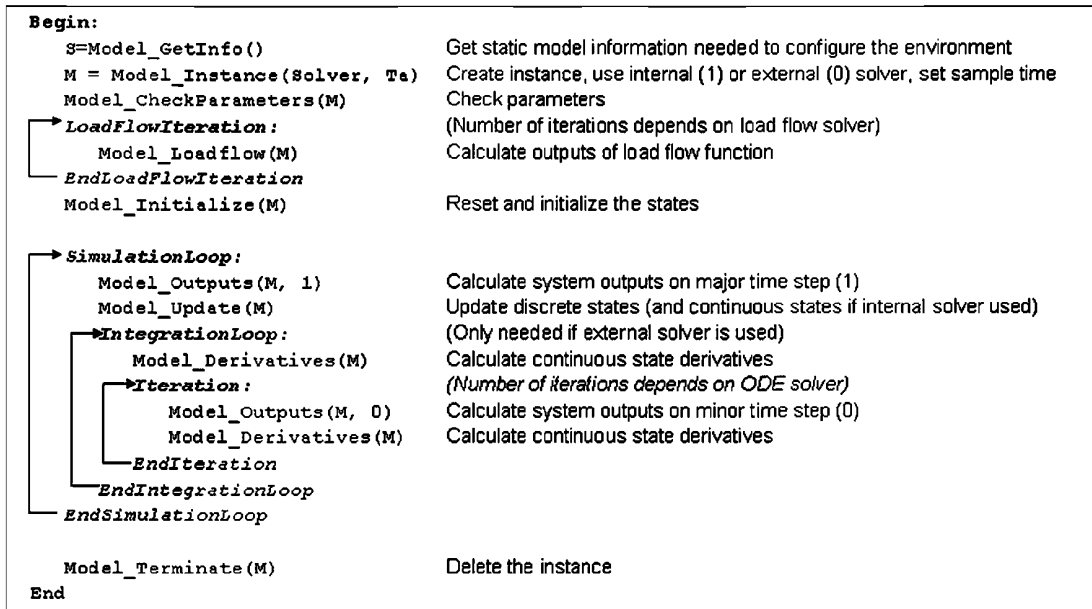 Begin:
S=Model_GetInfo() Get static model information needed to configure the environment
M = Model_Instance(Solver, Ta) Create instance, use internal (1) or external (0) solver, set sample time
Model_CheckParameters(M) Check parameters
LoadFlowIteration: (Number of iterations depends on load flow solver)
Model_Loadflow(M) Calculate outputs of load flow function
EndLoadFlowIteration
Model_Initialize(M) Reset and initialize the states
SimulationLoop:
Model_Outputs(M, 1) Calculate system outputs on major time step (1)
Model_Update(M) Update discrete states (and continuous states if internal solver used)
IntegrationLoop: (Only needed if external solver is used)
Model_Derivatives(M) Calculate continuous state derivatives
Iteration: (Number of iterations depends on ODE solver)
Model_Outputs(M, 0) Calculate system outputs on minor time step (0)
Model_Derivatives(M) Calculate continuous state derivatives
EndIteration
EndIntegrationLoop
EndSimulationLoop
Model_Terminate(M) Delete the instance
End